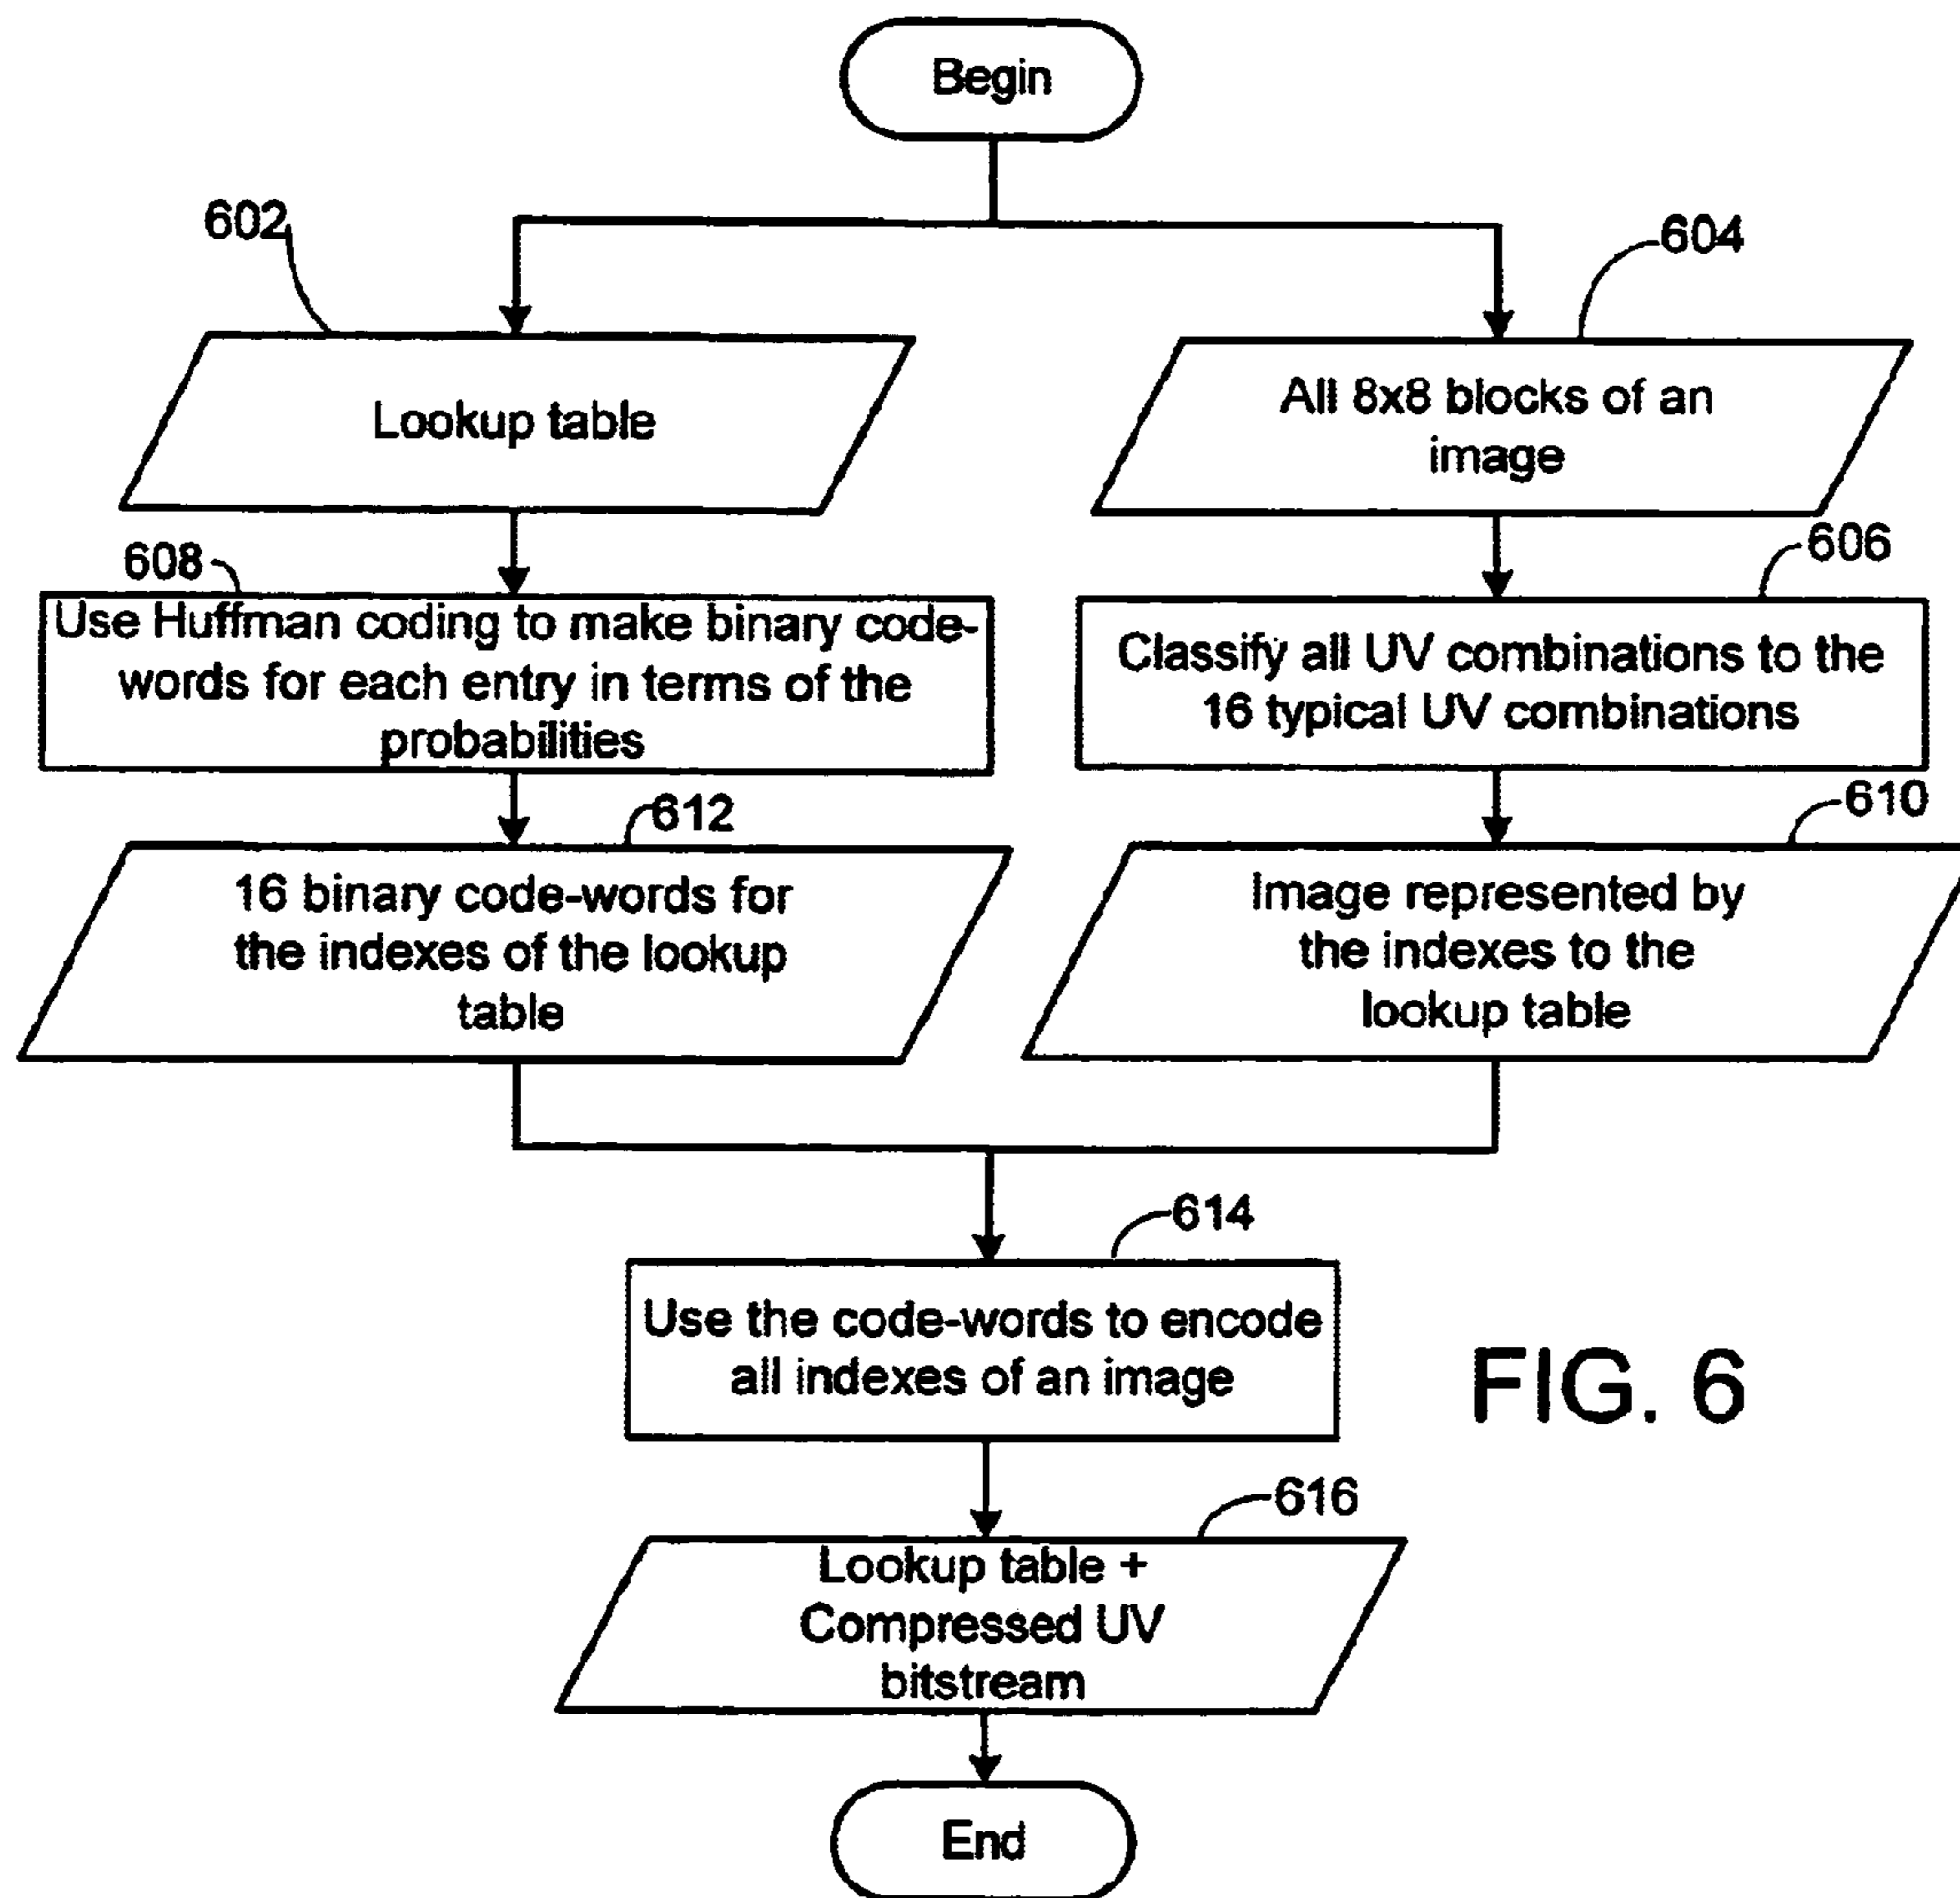 Begin
602
604
Lookup table
All 8x8 blocks of an
image
608
606
Use Huffman coding to make binary code-
words for each entry in terms of the
probabilities
Classify all UV combinations to the
16 typical UV combinations
612
610
16 binary code-words for
the indexes of the lookup
table
Image represented by
the indexes to the
lookup table
614
Use the code-words to encode
all indexes of an image
FIG. 6
616
Lookup table +
Compressed UV
bitstream
End